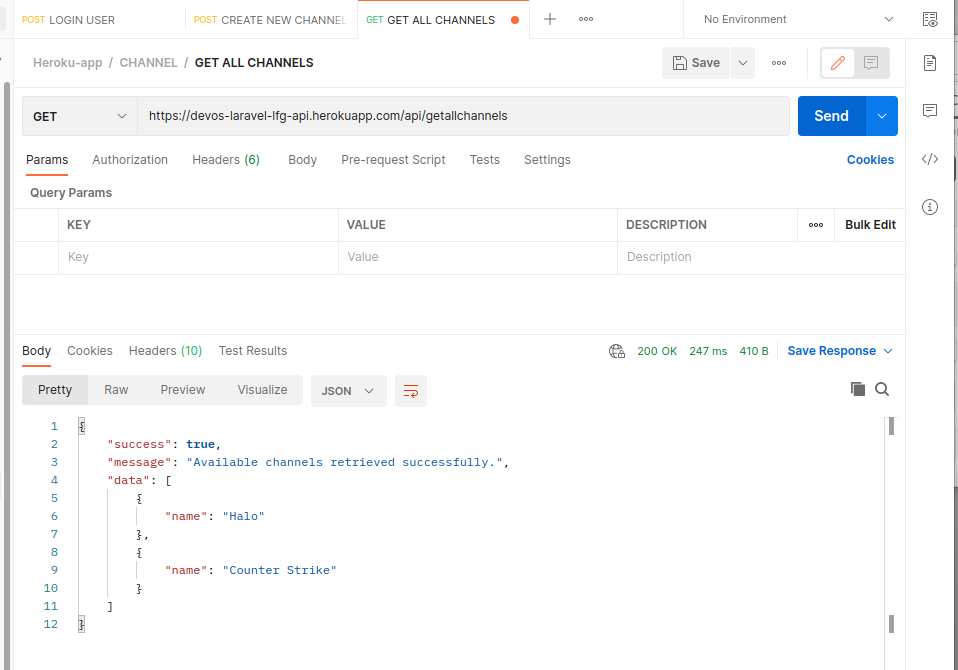 POST LOGIN USER POST CREATE NEW CHANNEL GET GET ALL CHANNELS No Environment
Heroku-app / CHANNEL / GET ALL CHANNELS Save
GET https://devos-laravel-lfg-api.herokuapp.com/api/getallchannels Send
Params Authorization Headers (6) Body Pre-request Script Tests Settings Cookies
Query Params
KEY VALUE DESCRIPTION Bulk Edit
Key Value Description
Body Cookies Headers (10) Test Results 200 OK 247 ms 410 B Save Response
Pretty Raw Preview Visualize JSON
1 {
2 "success": true,
3 "message": "Available channels retrieved successfully.",
4 "data": [
5 {
6 "name": "Halo"
7 },
8 {
9 "name": "Counter Strike"
10 }
11 ]
12 }